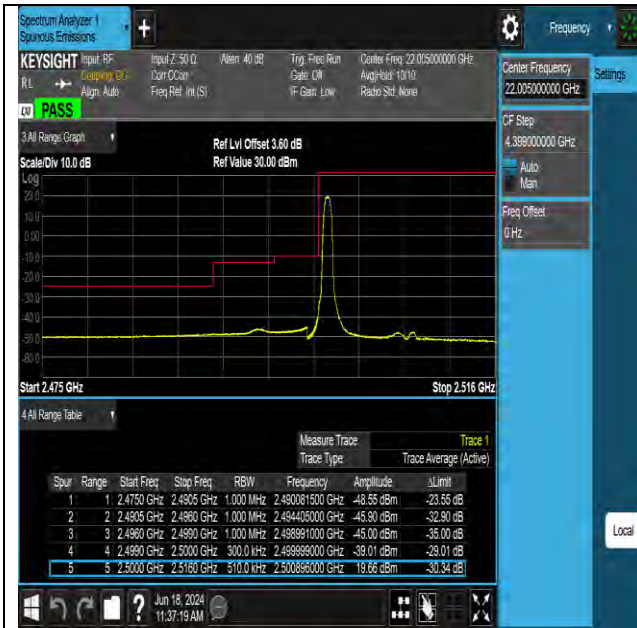 Spectrum Analyzer 1
Spurious Emissions
Frequency
KEYSIGHT
Input: RF
Input Z: 50 Ω
Atten: 40 dB
Trig: Free Run
Center Freq: 22.005000000 GHz
RL
Coupling: DC
Corr CCorr
Gate: Off
Avg|Hold: 10/10
Align: Auto
Freq Ref: Int (S)
IF Gain: Low
Radio Std: None
LXI
PASS
Center Frequency
22.005000000 GHz
Settings
CF Step
4.399000000 GHz
Auto
Man
Freq Offset
0 Hz
3 All Range Graph
Ref Lvl Offset 3.60 dB
Scale/Div 10.0 dB
Ref Value 30.00 dBm
Log
20.0
10.0
0.00
-10.0
-20.0
-30.0
-40.0
-50.0
-60.0
Start 2.475 GHz
Stop 2.516 GHz
4 All Range Table
Measure Trace
Trace 1
Trace Type
Trace Average (Active)
Spur Range Start Freq Stop Freq RBW Frequency Amplitude ΔLimit
1 1 2.4750 GHz 2.4905 GHz 1.000 MHz 2.490081500 GHz -48.55 dBm -23.55 dB
2 2 2.4905 GHz 2.4960 GHz 1.000 MHz 2.494405000 GHz -45.90 dBm -32.90 dB
3 3 2.4960 GHz 2.4990 GHz 1.000 MHz 2.498991000 GHz -45.00 dBm -35.00 dB
4 4 2.4990 GHz 2.5000 GHz 300.0 kHz 2.499999000 GHz -39.01 dBm -29.01 dB
5 5 2.5000 GHz 2.5160 GHz 510.0 kHz 2.500896000 GHz 19.66 dBm -30.34 dB
Local
?
Jun 18, 2024
11:37:19 AM